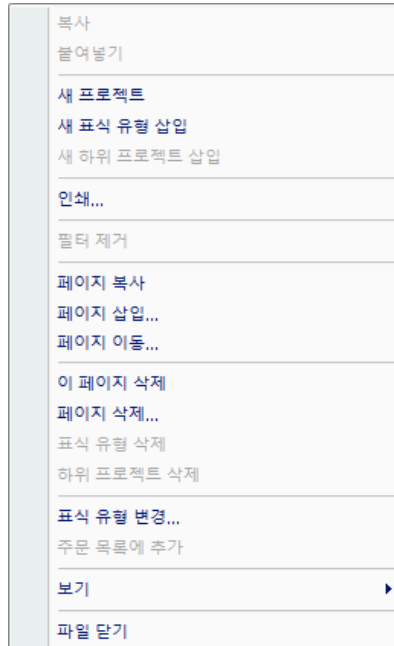 복사
붙여넣기
새 프로젝트
새 표식 유형 삽입
새 하위 프로젝트 삽입
인쇄...
필터 제거
페이지 복사
페이지 삽입...
페이지 이동...
이 페이지 삭제
페이지 삭제...
표식 유형 삭제
하위 프로젝트 삭제
표식 유형 변경...
주문 목록에 추가
보기
파일 닫기